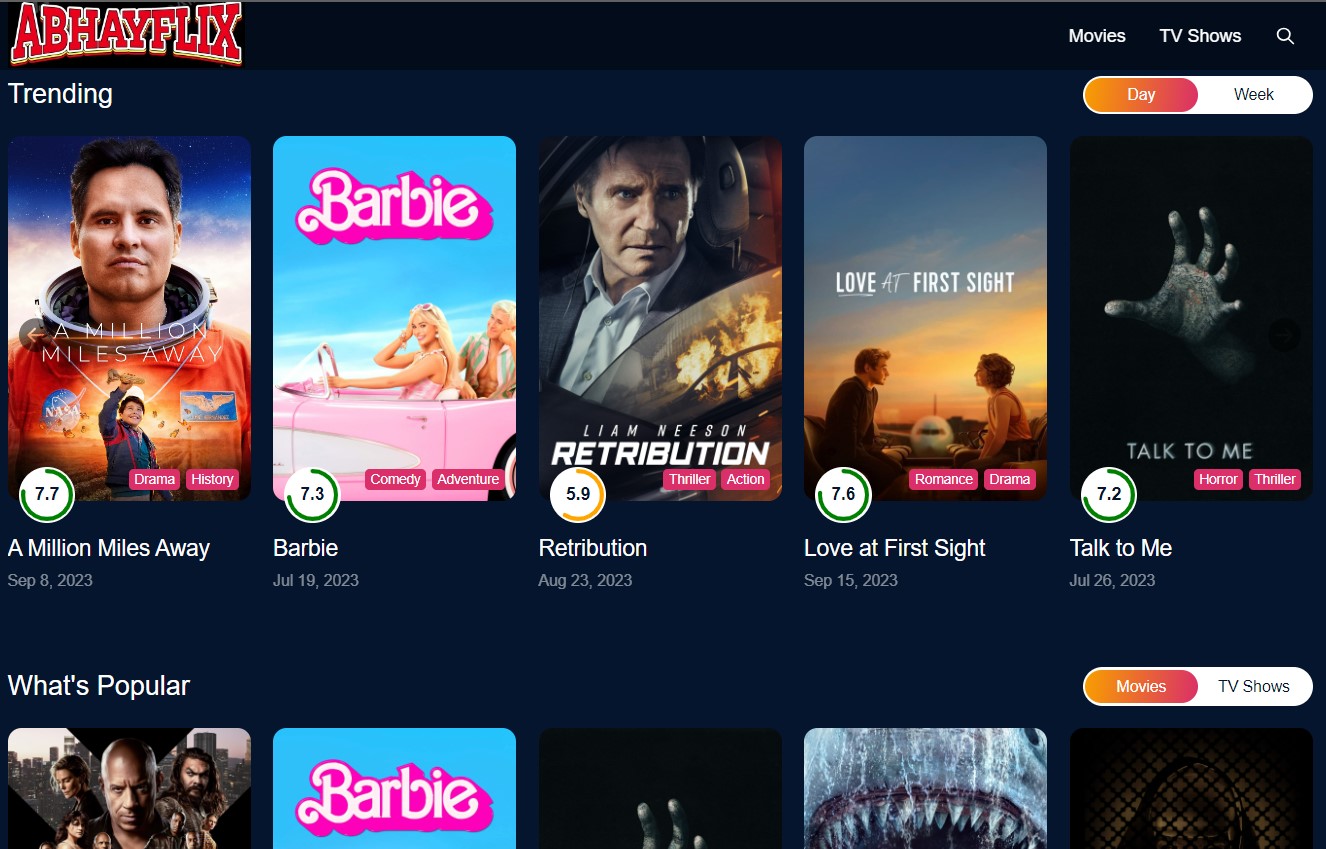 ABHAYFLIX
Movies TV Shows
Trending
Day Week
A MILLION
MILES AWAY
NASA
7.7
Drama History
A Million Miles Away
Sep 8, 2023
Barbie
7.3
Comedy Adventure
Barbie
Jul 19, 2023
LIAM NEESON
RETRIBUTION
5.9
Thriller Action
Retribution
Aug 23, 2023
LOVE AT FIRST SIGHT
7.6
Romance Drama
Love at First Sight
Sep 15, 2023
TALK TO ME
7.2
Horror Thriller
Talk to Me
Jul 26, 2023
What's Popular
Movies TV Shows
Barbie